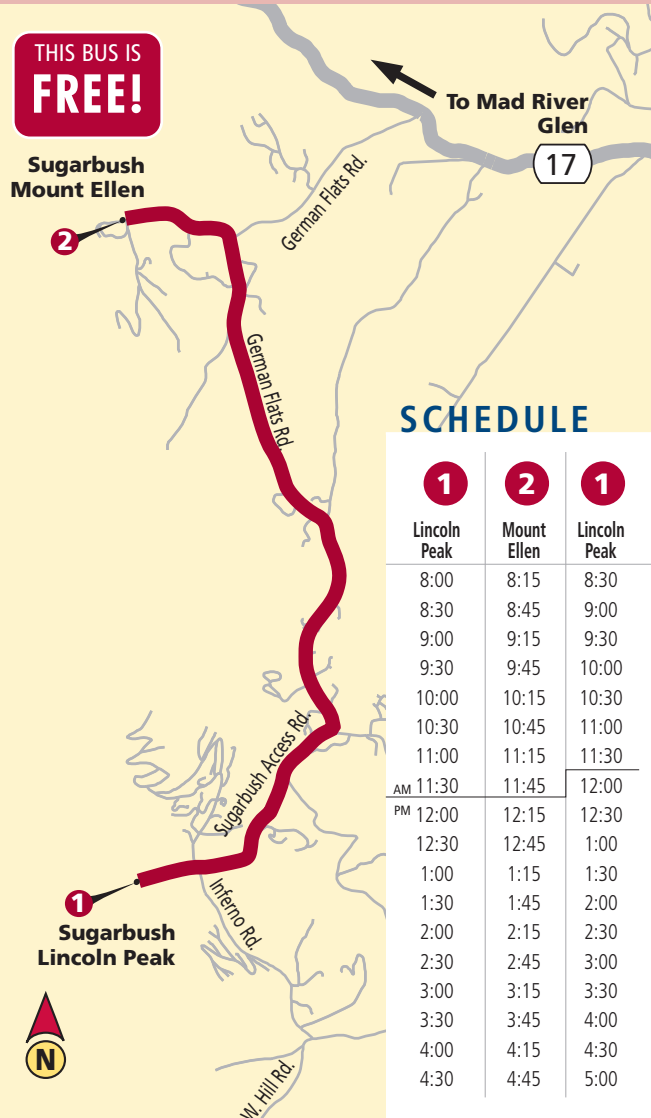 THIS BUS IS
FREE!
To Mad River
Glen
17
Sugarbush
Mount Ellen
2
German Flats Rd.
German Flats Rd.
SCHEDULE
1 2 1
Lincoln Mount Lincoln
Peak Ellen Peak
8:00 8:15 8:30
8:30 8:45 9:00
9:00 9:15 9:30
9:30 9:45 10:00
10:00 10:15 10:30
10:30 10:45 11:00
11:00 11:15 11:30
AM 11:30 11:45 12:00
PM 12:00 12:15 12:30
12:30 12:45 1:00
1:00 1:15 1:30
1:30 1:45 2:00
2:00 2:15 2:30
2:30 2:45 3:00
3:00 3:15 3:30
3:30 3:45 4:00
4:00 4:15 4:30
4:30 4:45 5:00
Sugarbush Access Rd.
1
Sugarbush
Lincoln Peak
Inferno Rd.
N
W. Hill Rd.